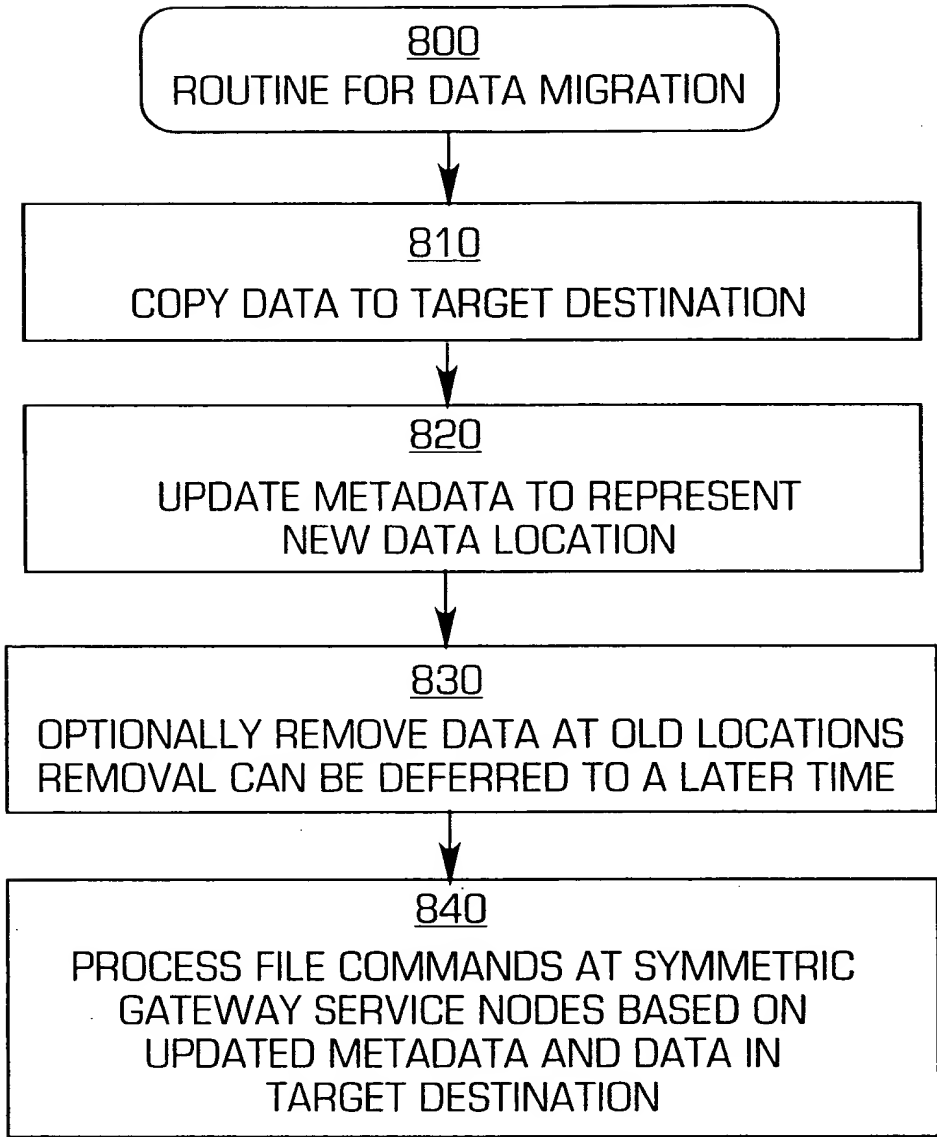 800
ROUTINE FOR DATA MIGRATION
810
COPY DATA TO TARGET DESTINATION
820
UPDATE METADATA TO REPRESENT
NEW DATA LOCATION
830
OPTIONALLY REMOVE DATA AT OLD LOCATIONS
REMOVAL CAN BE DEFERRED TO A LATER TIME
840
PROCESS FILE COMMANDS AT SYMMETRIC
GATEWAY SERVICE NODES BASED ON
UPDATED METADATA AND DATA IN
TARGET DESTINATION